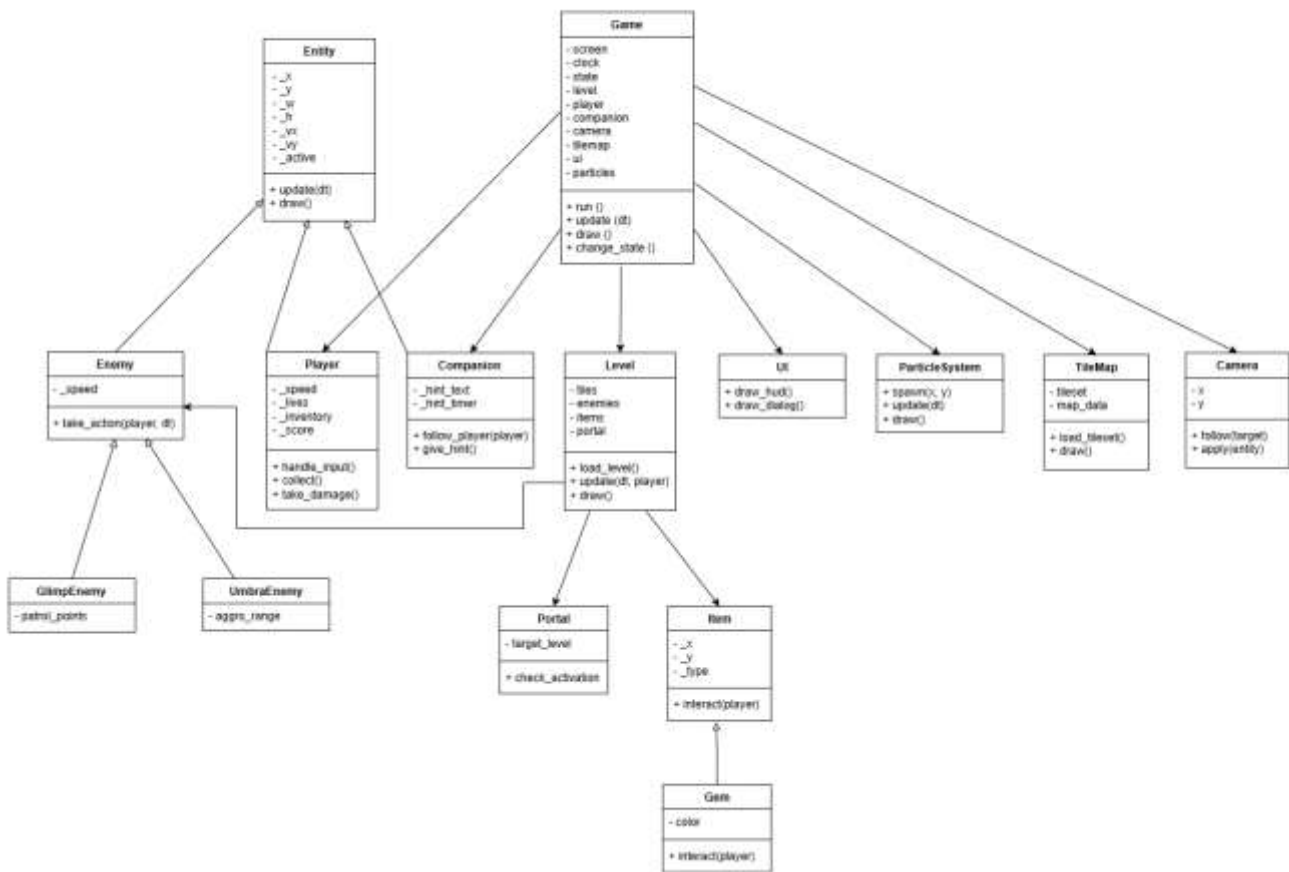 Game
- screen
- clock
- state
- level
- player
- companion
- camera
- tilemap
- ui
- particles
+ run ()
+ update (dt)
+ draw ()
+ change_state ()
Entity
- _x
- _y
- _w
- _h
- _vx
- _vy
- _active
+ update(dt)
+ draw()
Enemy
- _speed
+ take_action(player, dt)
Player
- _speed
- _lives
- _inventory
- _score
+ handle_input()
+ collect()
+ take_damage()
Companion
- _hint_text
- _hint_timer
+ follow_player(player)
+ give_hint()
Level
- tiles
- enemies
- items
- portal
+ load_level()
+ update(dt, player)
+ draw()
UI
+ draw_hud()
+ draw_dialog()
ParticleSystem
+ spawn(x, y)
+ update(dt)
+ draw()
TileMap
- tileset
- map_data
+ load_tileset()
+ draw()
Camera
- x
- y
+ follow(target)
+ apply(entity)
GlimpEnemy
- patrol_points
UmbraEnemy
- aggro_range
Portal
- target_level
+ check_activation
Item
- _x
- _y
- _type
+ interact(player)
Gem
- color
+ interact(player)